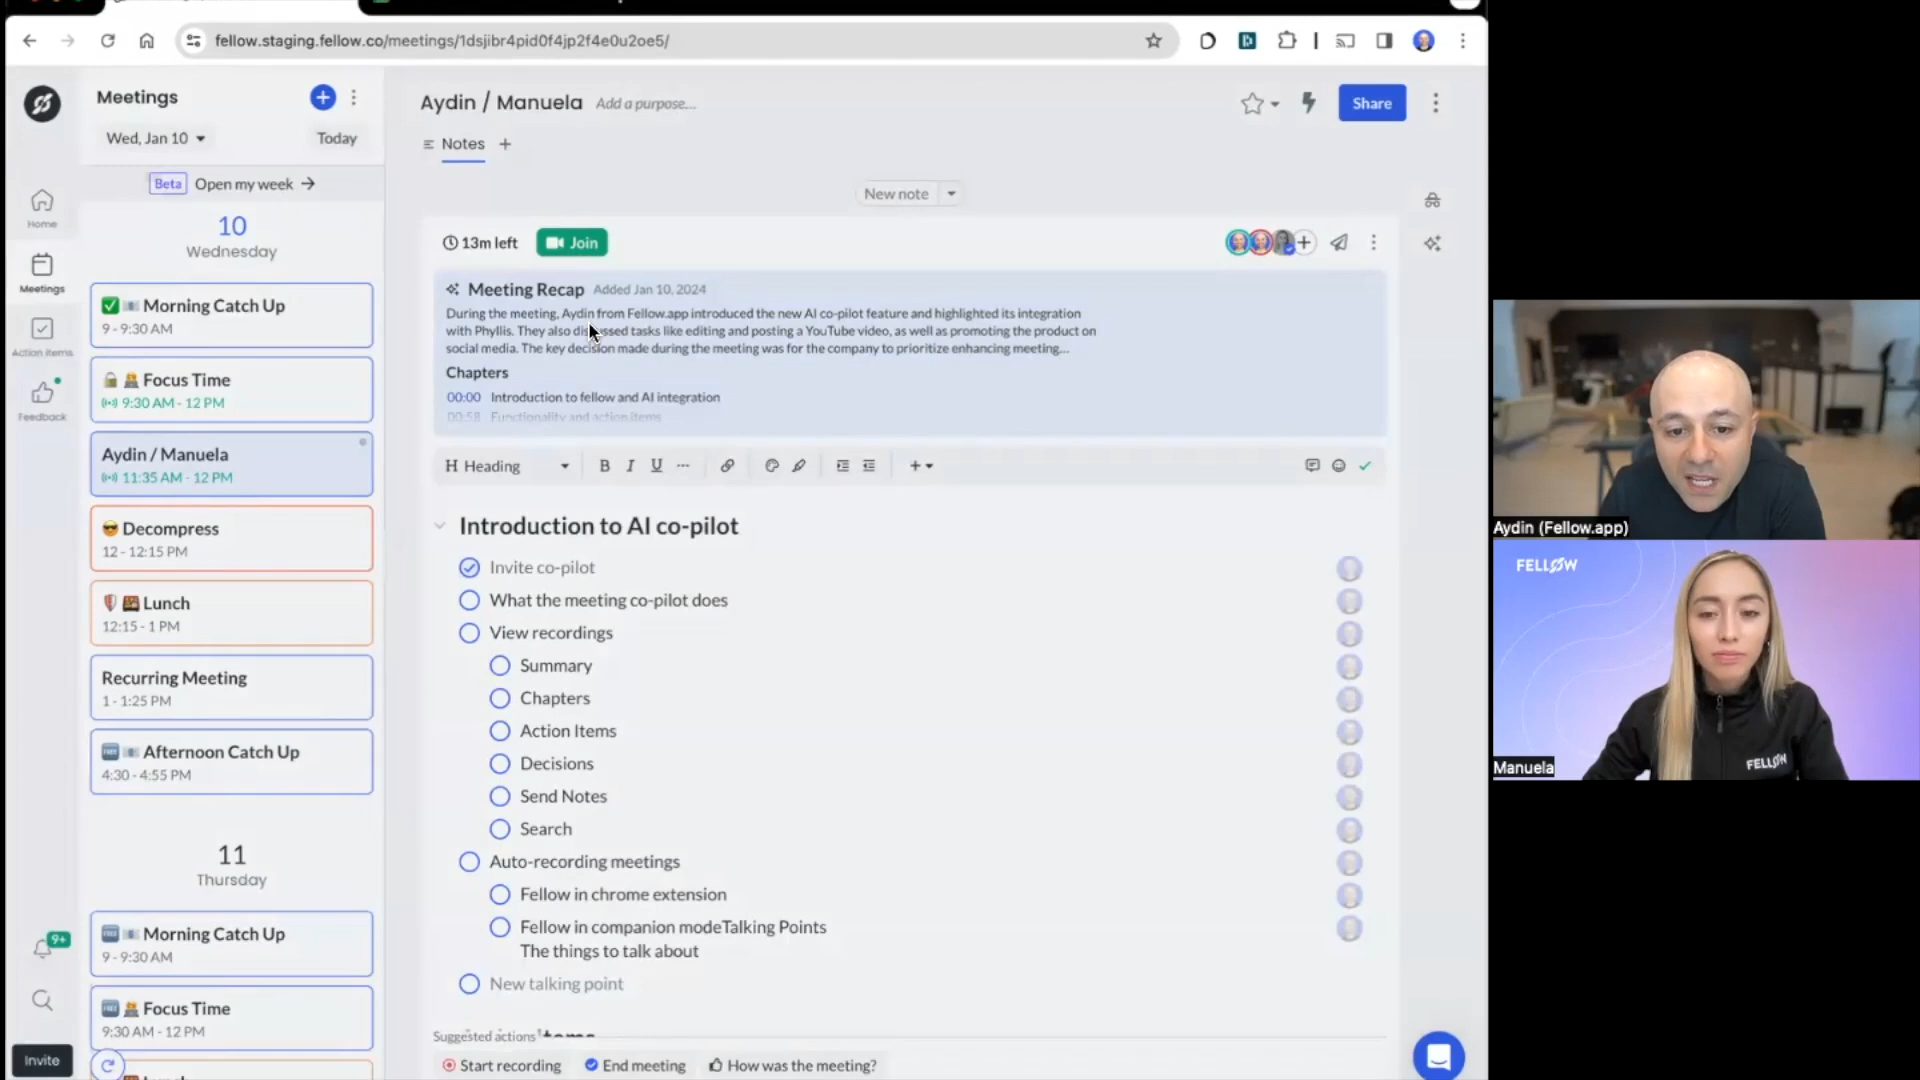 fellow.staging.fellow.co/meetings/1dsjibr4pid0f4jp2f4e0u2oe5/
Meetings
Wed, Jan 10
Today
Beta Open my week
10
Wednesday
Morning Catch Up
9 - 9:30 AM
Focus Time
9:30 AM - 12 PM
Aydin / Manuela
11:35 AM - 12 PM
Decompress
12 - 12:15 PM
Lunch
12:15 - 1 PM
Recurring Meeting
1 - 1:25 PM
Afternoon Catch Up
4:30 - 4:55 PM
11
Thursday
Morning Catch Up
9 - 9:30 AM
Focus Time
9:30 AM - 12 PM
Home
Meetings
Action Items
Feedback
9+
Invite
Aydin / Manuela Add a purpose...
Share
Notes
New note
13m left
Join
Meeting Recap Added Jan 10, 2024
During the meeting, Aydin from Fellow.app introduced the new AI co-pilot feature and highlighted its integration
with Phyllis. They also discussed tasks like editing and posting a YouTube video, as well as promoting the product on
social media. The key decision made during the meeting was for the company to prioritize enhancing meeting...
Chapters
00:00 Introduction to fellow and AI integration
00:58 Functionality and action items
H Heading
B I U
Introduction to AI co-pilot
Invite co-pilot
What the meeting co-pilot does
View recordings
Summary
Chapters
Action Items
Decisions
Send Notes
Search
Auto-recording meetings
Fellow in chrome extension
Fellow in companion modeTalking Points
The things to talk about
New talking point
Suggested actions
Start recording
End meeting
How was the meeting?
Aydin (Fellow.app)
FELLOW
FELLOW
Manuela